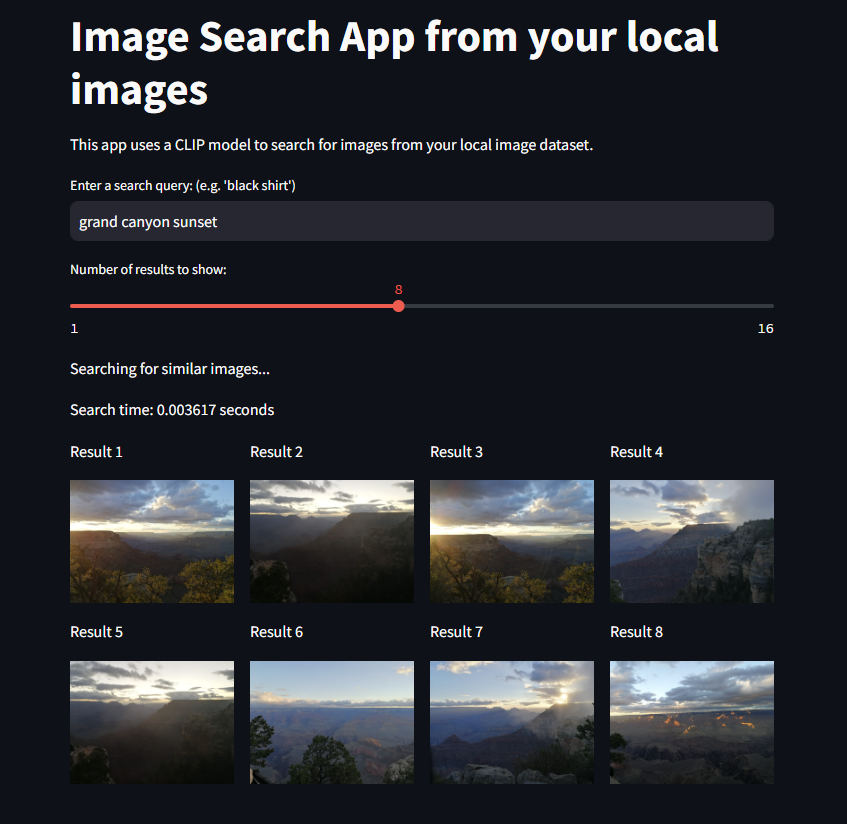 Image Search App from your local
images
This app uses a CLIP model to search for images from your local image dataset.
Enter a search query: (e.g. 'black shirt')
grand canyon sunset
Number of results to show:
8
1 16
Searching for similar images...
Search time: 0.003617 seconds
Result 1 Result 2 Result 3 Result 4
Result 5 Result 6 Result 7 Result 8